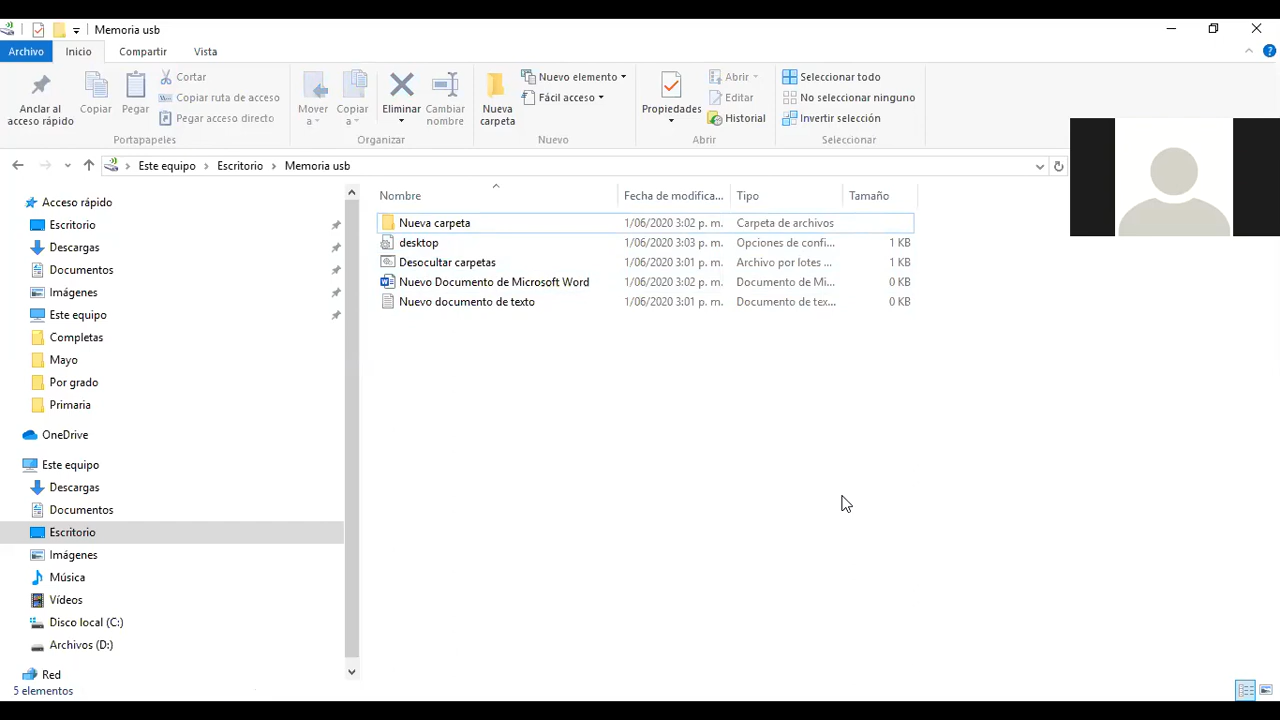 Memoria usb
Archivo Inicio Compartir Vista
Anclar al acceso rápido
Copiar
Pegar
Cortar
Copiar ruta de acceso
Pegar acceso directo
Portapapeles
Mover a
Copiar a
Eliminar
Cambiar nombre
Organizar
Nueva carpeta
Nuevo elemento
Fácil acceso
Nuevo
Propiedades
Abrir
Editar
Historial
Abrir
Seleccionar todo
No seleccionar ninguno
Invertir selección
Seleccionar
Este equipo > Escritorio > Memoria usb
Acceso rápido
Escritorio
Descargas
Documentos
Imágenes
Este equipo
Completas
Mayo
Por grado
Primaria
OneDrive
Este equipo
Descargas
Documentos
Escritorio
Imágenes
Música
Vídeos
Disco local (C:)
Archivos (D:)
Red
Nombre Fecha de modifica... Tipo Tamaño
Nueva carpeta 1/06/2020 3:02 p. m. Carpeta de archivos
desktop 1/06/2020 3:03 p. m. Opciones de confi... 1 KB
Desocultar carpetas 1/06/2020 3:01 p. m. Archivo por lotes ... 1 KB
Nuevo Documento de Microsoft Word 1/06/2020 3:02 p. m. Documento de Mi... 0 KB
Nuevo documento de texto 1/06/2020 3:01 p. m. Documento de tex... 0 KB
5 elementos